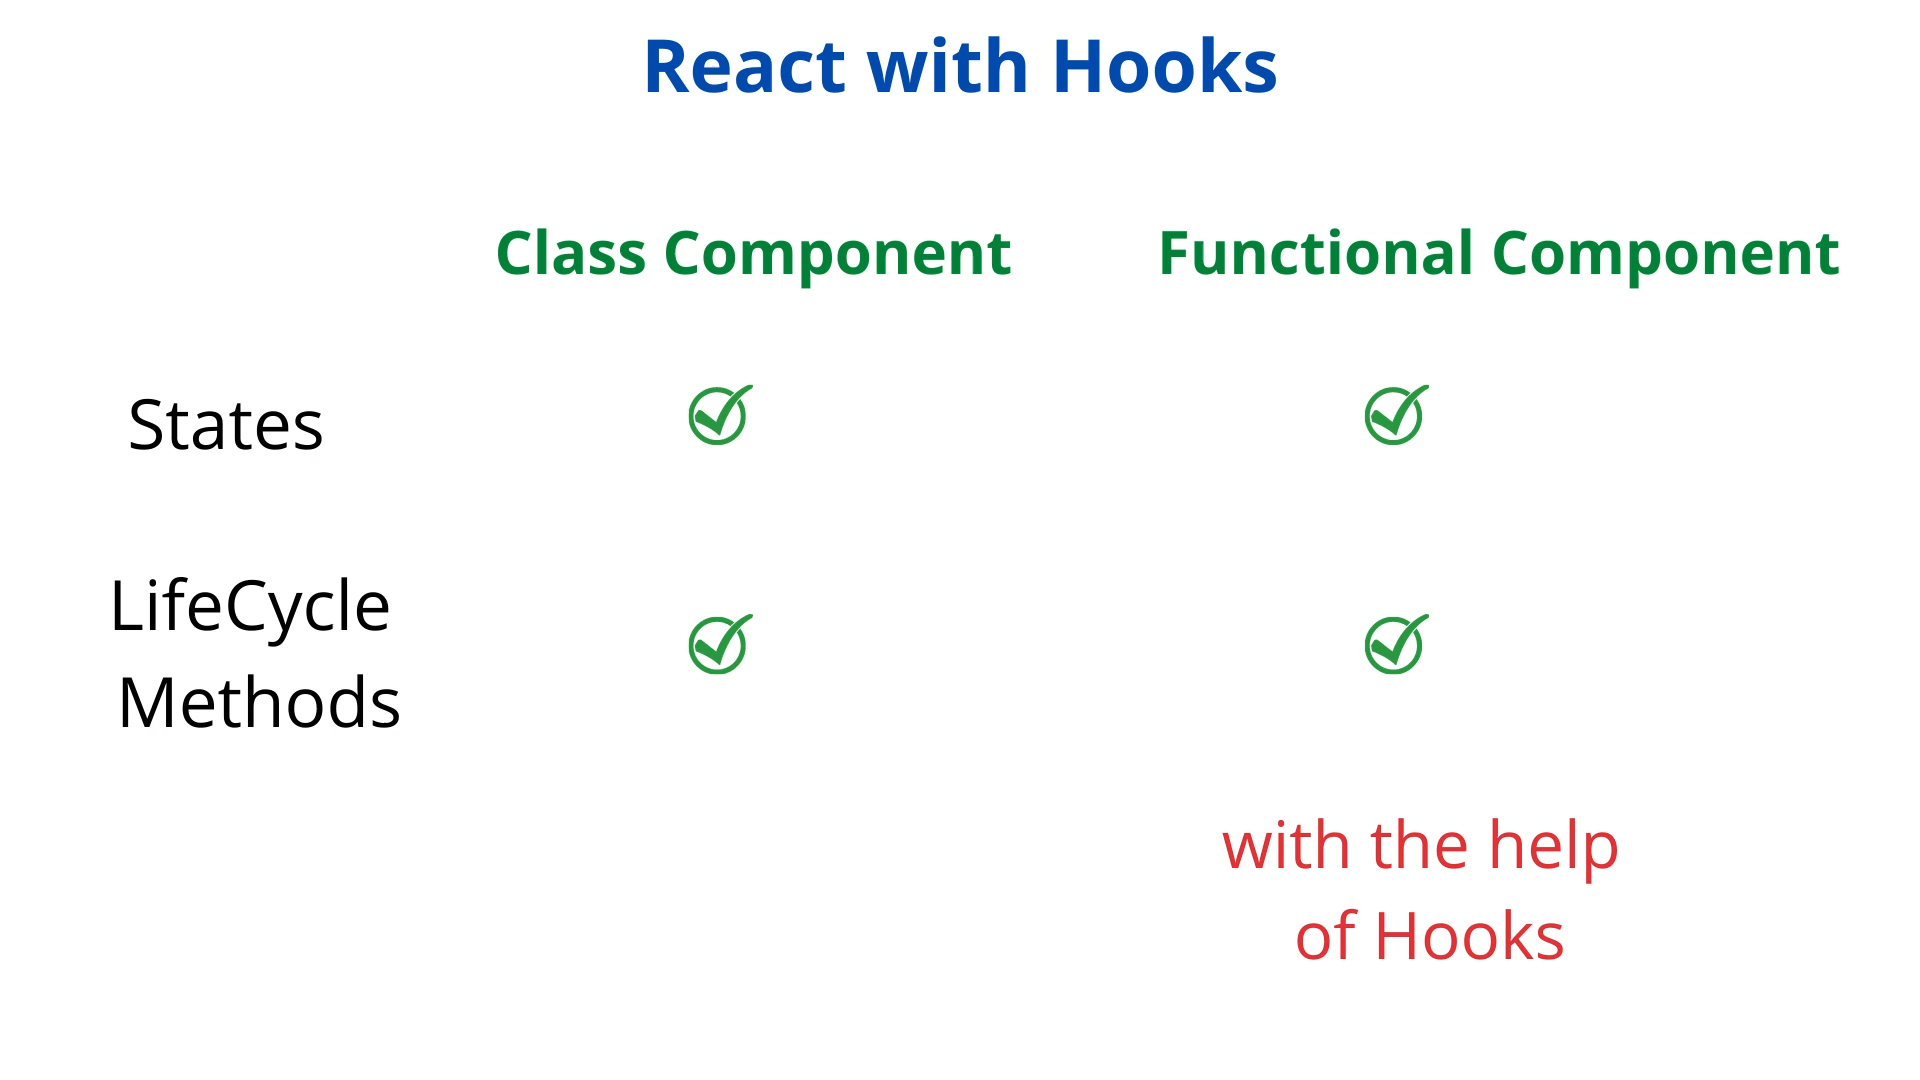 React with Hooks
Class Component
Functional Component
States
LifeCycle
Methods
with the help
of Hooks